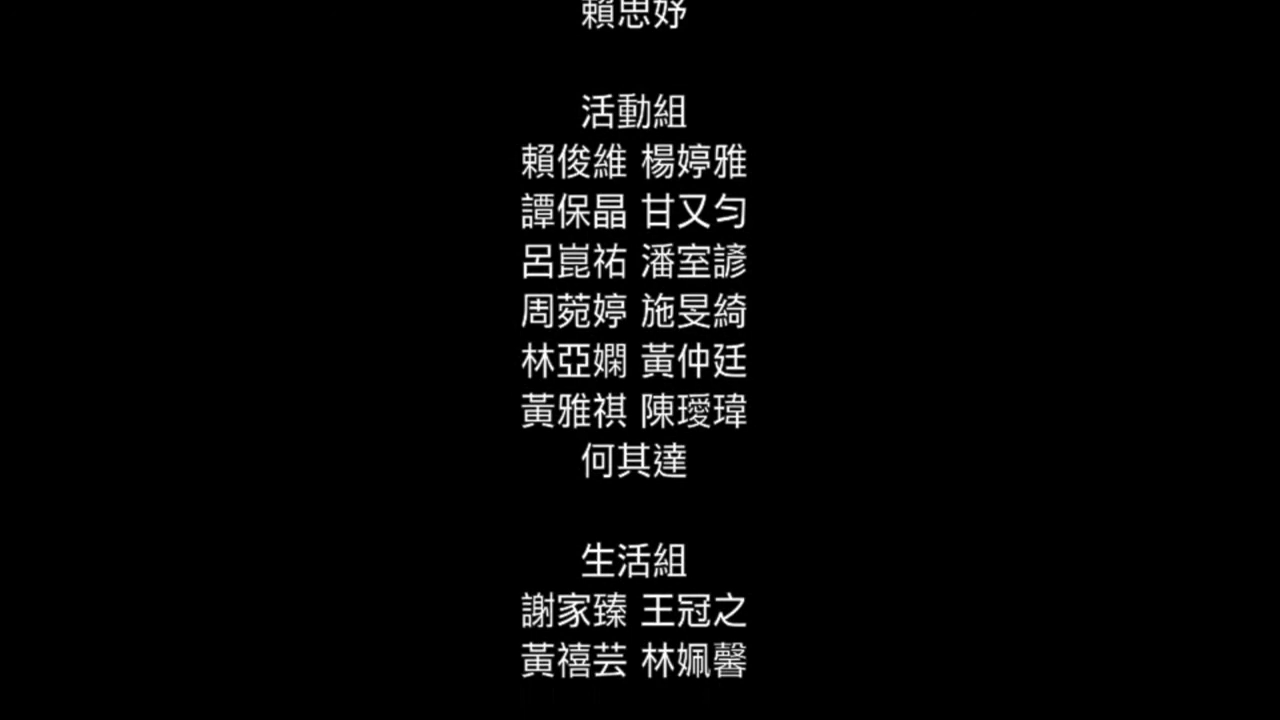 賴思妤
活動組
賴俊維 楊婷雅
譚保晶 甘又匀
呂崑祐 潘室諺
周菀婷 施旻綺
林亞嫻 黃仲廷
黃雅祺 陳璦瑋
何其達
生活組
謝家臻 王冠之
黃禧芸 林姵馨